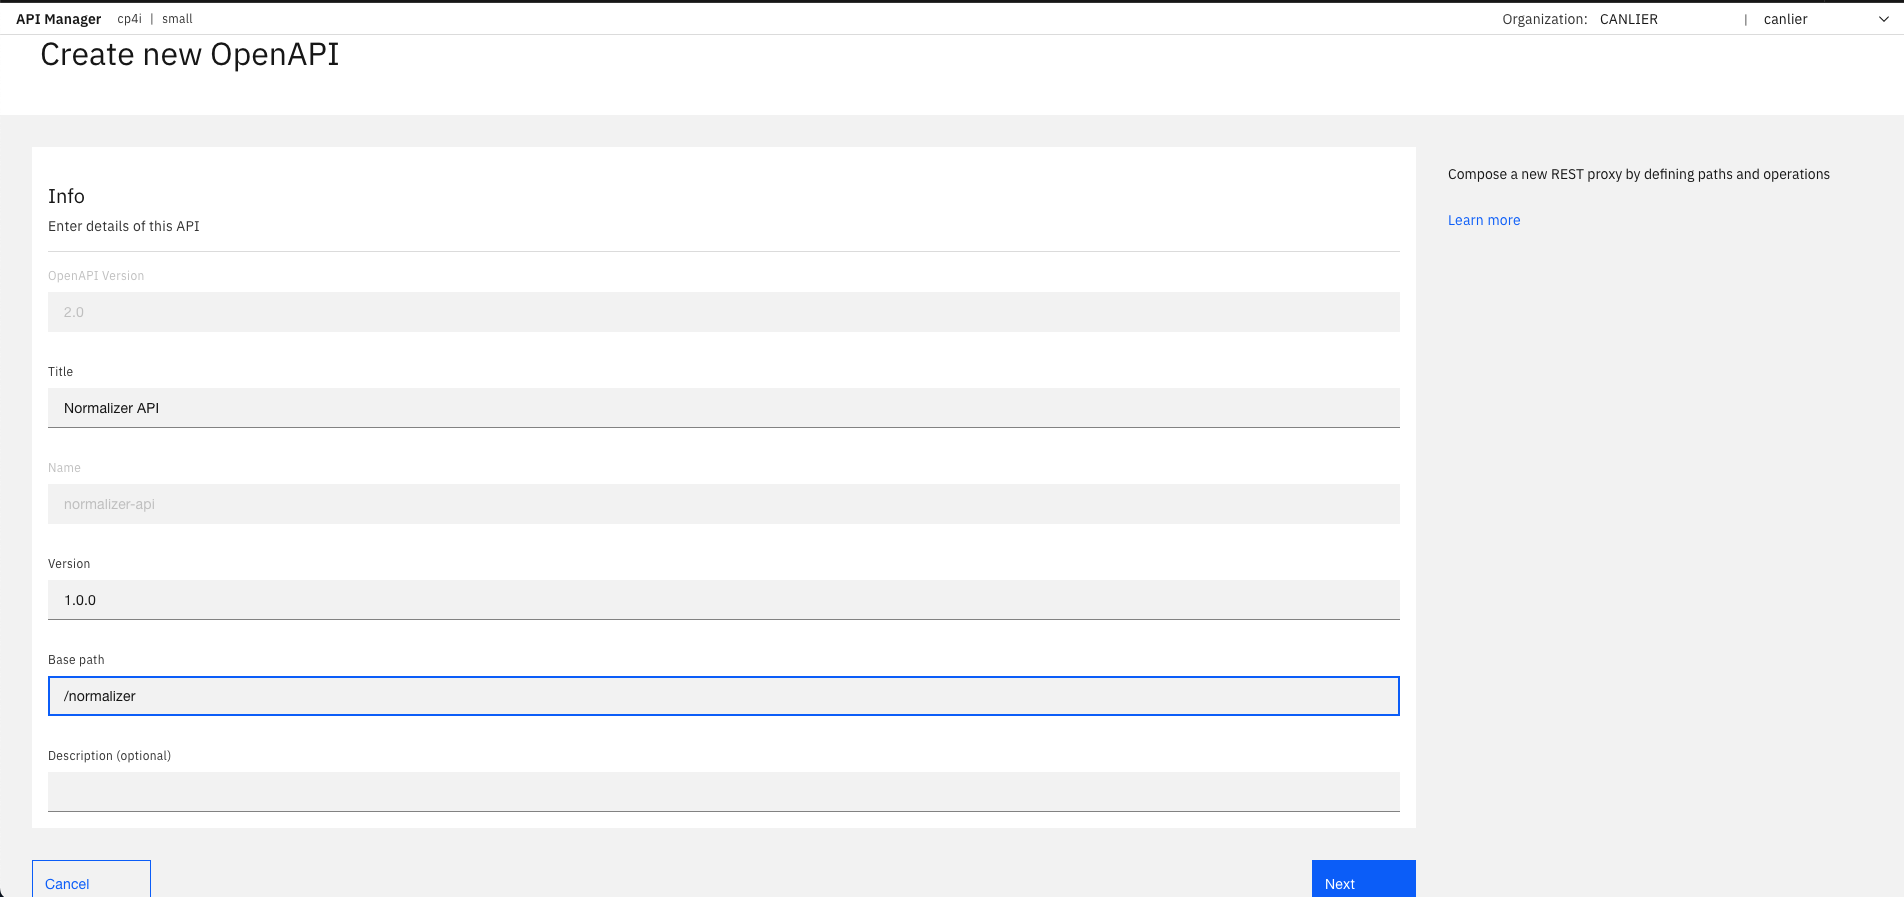 API Manager cp4i | small Organization: CANLIER | canlier
Create new OpenAPI
Info
Enter details of this API
Compose a new REST proxy by defining paths and operations
Learn more
OpenAPI Version
2.0
Title
Normalizer API
Name
normalizer-api
Version
1.0.0
Base path
/normalizer
Description (optional)
Cancel
Next